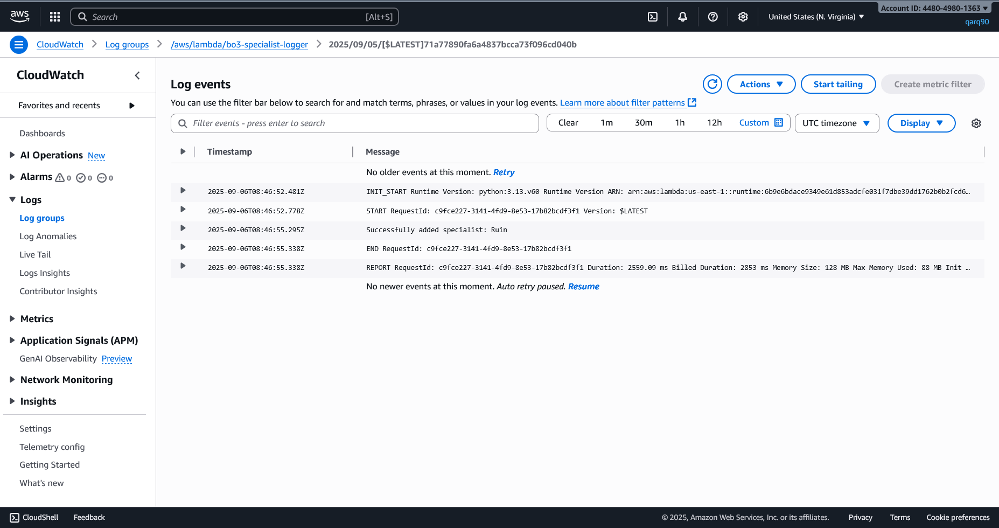 aws
Search [Alt+S]
United States (N. Virginia)
Account ID: 4480-4980-1363
qarq90
CloudWatch
Log groups
/aws/lambda/bo3-specialist-logger
2025/09/05/[$LATEST]71a77890fa6a4837bcca73f096cd040b
CloudWatch
Favorites and recents
Dashboards
AI Operations New
Alarms 0 0 0
Logs
Log groups
Log Anomalies
Live Tail
Logs Insights
Contributor Insights
Metrics
Application Signals (APM)
GenAI Observability Preview
Network Monitoring
Insights
Settings
Telemetry config
Getting Started
What's new
Log events
Actions
Start tailing
Create metric filter
You can use the filter bar below to search for and match terms, phrases, or values in your log events. Learn more about filter patterns
Filter events - press enter to search
Clear 1m 30m 1h 12h Custom
UTC timezone
Display
Timestamp Message
No older events at this moment. Retry
2025-09-06T08:46:52.481Z INIT_START Runtime Version: python:3.13.v60 Runtime Version ARN: arn:aws:lambda:us-east-1::runtime:6b9e6bdace9349e61d853adcfe031f7dbe39dd1762b0b2fcd6…
2025-09-06T08:46:52.778Z START RequestId: c9fce227-3141-4fd9-8e53-17b82bcdf3f1 Version: $LATEST
2025-09-06T08:46:55.295Z Successfully added specialist: Ruin
2025-09-06T08:46:55.338Z END RequestId: c9fce227-3141-4fd9-8e53-17b82bcdf3f1
2025-09-06T08:46:55.338Z REPORT RequestId: c9fce227-3141-4fd9-8e53-17b82bcdf3f1 Duration: 2559.09 ms Billed Duration: 2853 ms Memory Size: 128 MB Max Memory Used: 88 MB Init …
No newer events at this moment. Auto retry paused. Resume
CloudShell Feedback
© 2025, Amazon Web Services, Inc. or its affiliates. Privacy Terms Cookie preferences